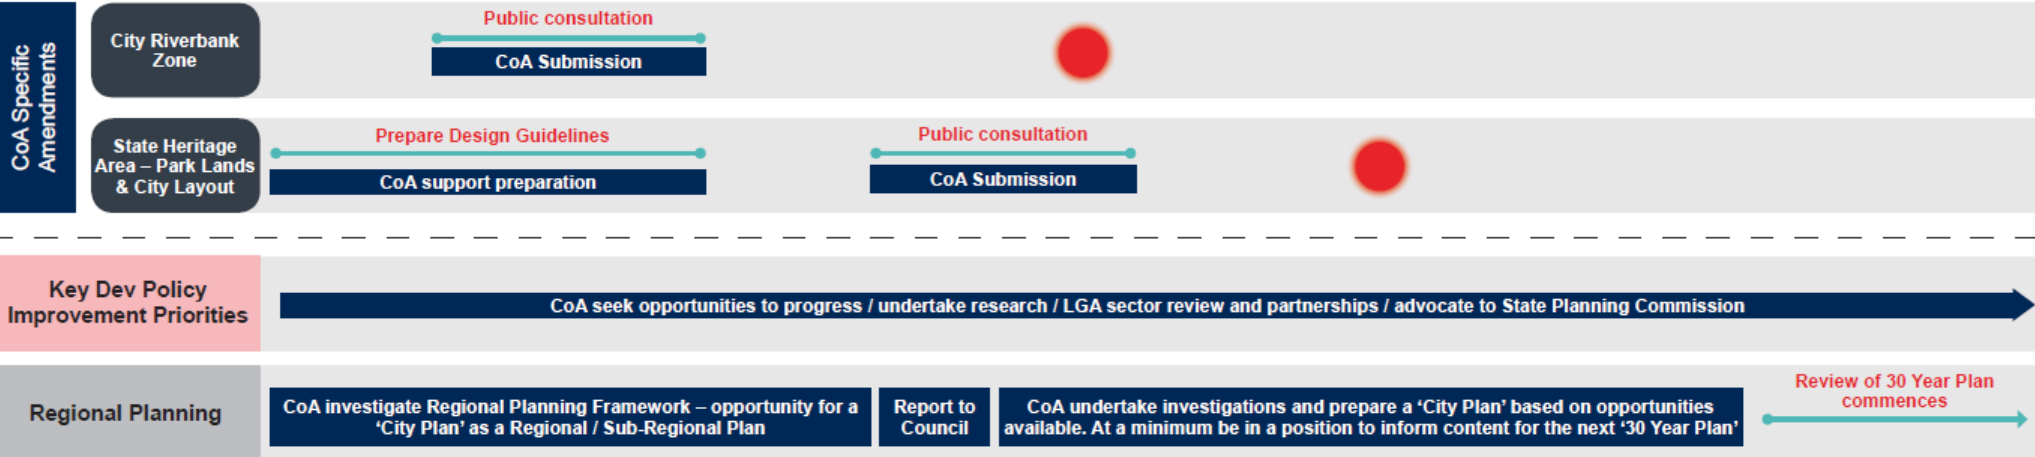 CoA Specific
Amendments
City Riverbank
Zone
Public consultation
CoA Submission
State Heritage
Area – Park Lands
& City Layout
Prepare Design Guidelines
CoA support preparation
Public consultation
CoA Submission
Key Dev Policy
Improvement Priorities
CoA seek opportunities to progress / undertake research / LGA sector review and partnerships / advocate to State Planning Commission
Regional Planning
CoA investigate Regional Planning Framework – opportunity for a
‘City Plan’ as a Regional / Sub-Regional Plan
Report to
Council
CoA undertake investigations and prepare a ‘City Plan’ based on opportunities
available. At a minimum be in a position to inform content for the next ‘30 Year Plan’
Review of 30 Year Plan
commences